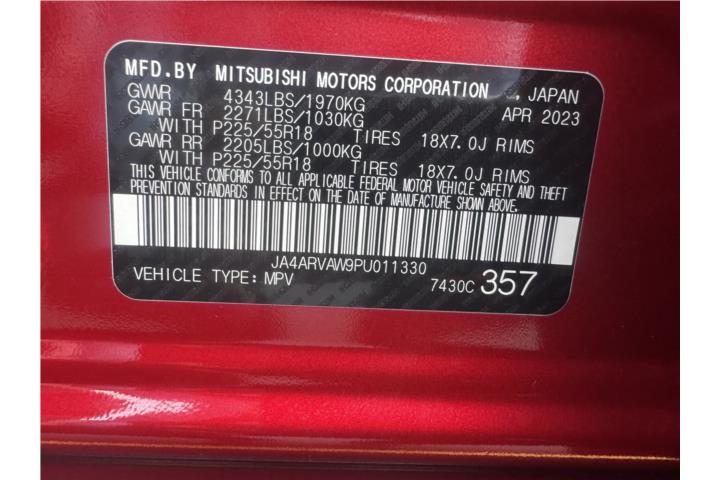 MFD.BY MITSUBISHI MOTORS CORPORATION , JAPAN
GVWR 4343LBS/1970KG APR 2023
GAWR FR 2271LBS/1030KG
WITH P225/55R18 TIRES 18X7.0J RIMS
GAWR RR 2205LBS/1000KG
WITH P225/55R18 TIRES 18X7.0J RIMS
THIS VEHICLE CONFORMS TO ALL APPLICABLE FEDERAL MOTOR VEHICLE SAFETY AND THEFT
PREVENTION STANDARDS IN EFFECT ON THE DATE OF MANUFACTURE SHOWN ABOVE.
JA4ARVAW9PU011330
VEHICLE TYPE: MPV 7430C 357